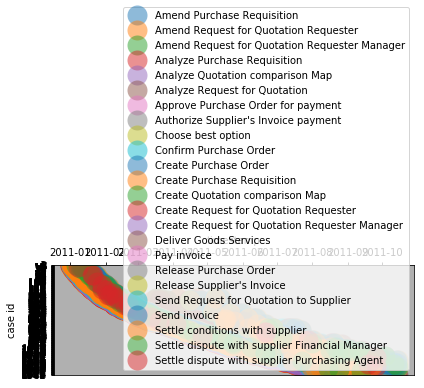 Amend Purchase Requisition
Amend Request for Quotation Requester
Amend Request for Quotation Requester Manager
Analyze Purchase Requisition
Analyze Quotation comparison Map
Analyze Request for Quotation
Approve Purchase Order for payment
Authorize Supplier's Invoice payment
Choose best option
Confirm Purchase Order
Create Purchase Order
Create Purchase Requisition
Create Quotation comparison Map
Create Request for Quotation Requester
Create Request for Quotation Requester Manager
Deliver Goods Services
Pay invoice
Release Purchase Order
Release Supplier's Invoice
Send Request for Quotation to Supplier
Send invoice
Settle conditions with supplier
Settle dispute with supplier Financial Manager
Settle dispute with supplier Purchasing Agent
2011-01 2011-02 2011-03 2011-04 2011-05 2011-06 2011-07 2011-08 2011-09 2011-10
case id